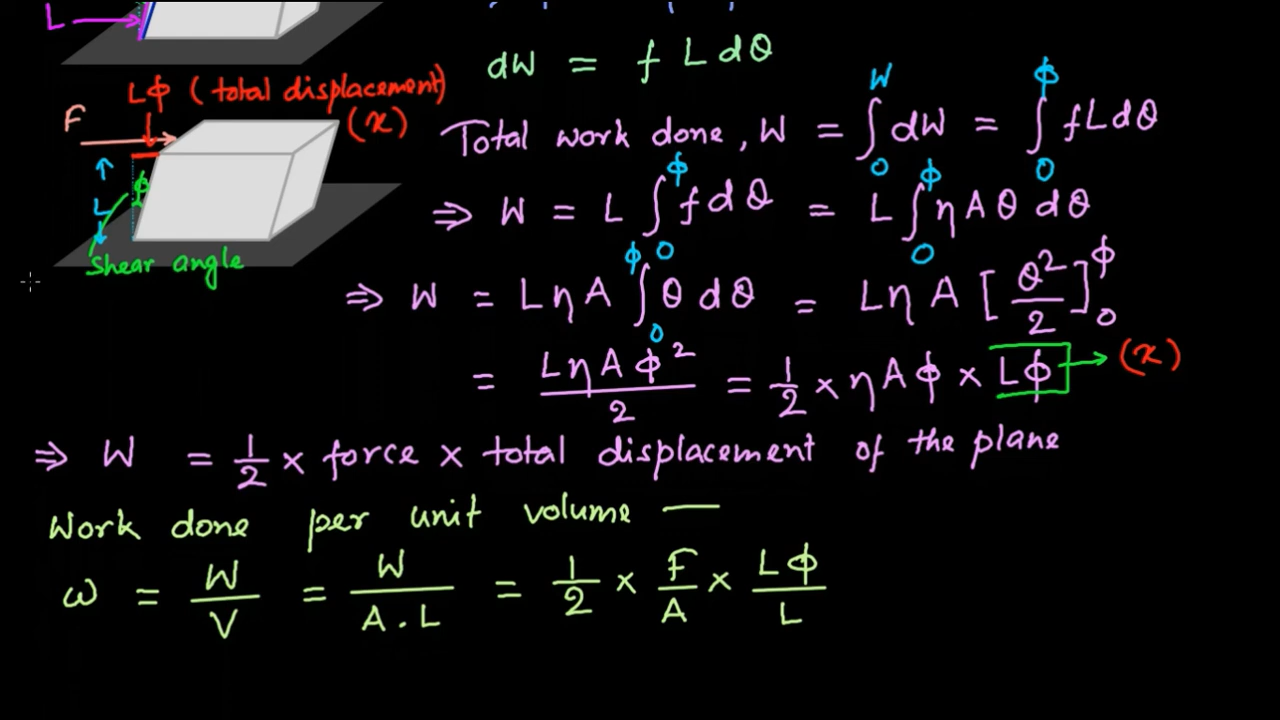 L
dW = f L dθ
Lϕ ( total displacement)
(x)
F
L
ϕ
Shear angle
Total work done, W = ∫₀^W dW = ∫₀^ϕ fLdθ
⇒ W = L ∫₀^ϕ f dθ = L ∫₀^ϕ ηAθ dθ
⇒ W = LηA ∫₀^ϕ θ dθ = LηA [θ²/2]₀^ϕ
= LηAϕ²/2 = 1/2 × ηAϕ × Lϕ → (x)
⇒ W = 1/2 × force × total displacement of the plane
Work done per unit volume —
ω = W/V = W/A.L = 1/2 × F/A × Lϕ/L